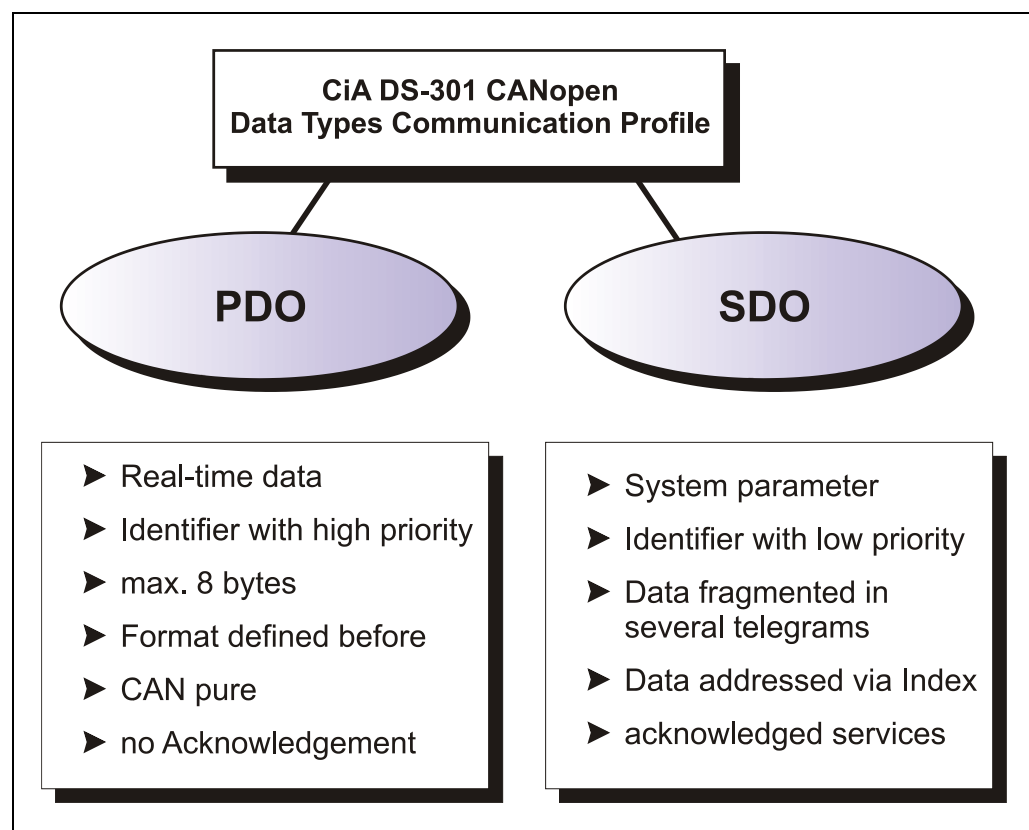 CiA DS-301 CANopen
Data Types Communication Profile
PDO
SDO
➤ Real-time data
➤ Identifier with high priority
➤ max. 8 bytes
➤ Format defined before
➤ CAN pure
➤ no Acknowledgement
➤ System parameter
➤ Identifier with low priority
➤ Data fragmented in
several telegrams
➤ Data addressed via Index
➤ acknowledged services